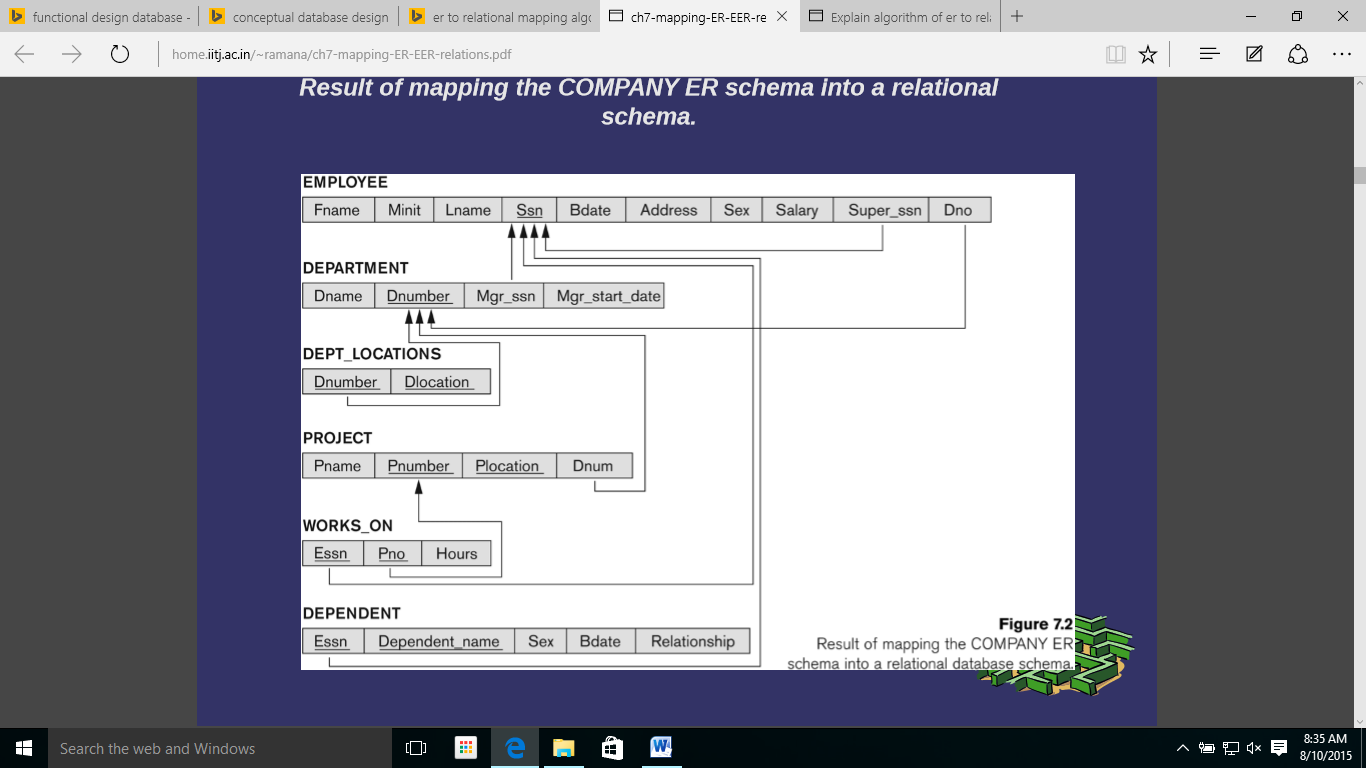 functional design database -
conceptual database design
er to relational mapping algo
ch7-mapping-ER-EER-re
Explain algorithm of er to rela
home.iitj.ac.in/~ramana/ch7-mapping-ER-EER-relations.pdf
Result of mapping the COMPANY ER schema into a relational
schema.
EMPLOYEE
Fname Minit Lname Ssn Bdate Address Sex Salary Super_ssn Dno
DEPARTMENT
Dname Dnumber Mgr_ssn Mgr_start_date
DEPT_LOCATIONS
Dnumber Dlocation
PROJECT
Pname Pnumber Plocation Dnum
WORKS_ON
Essn Pno Hours
DEPENDENT
Essn Dependent_name Sex Bdate Relationship
Figure 7.2
Result of mapping the COMPANY ER
schema into a relational database schema.
Search the web and Windows
8:35 AM
8/10/2015